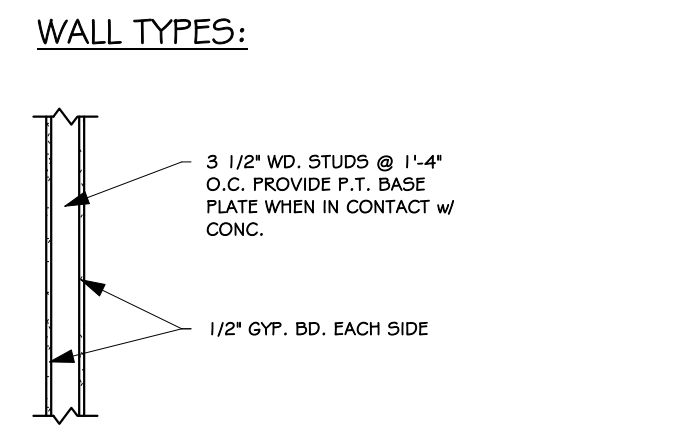 WALL TYPES:
3 1/2" WD. STUDS @ 1'-4"
O.C. PROVIDE P.T. BASE
PLATE WHEN IN CONTACT w/
CONC.
1/2" GYP. BD. EACH SIDE